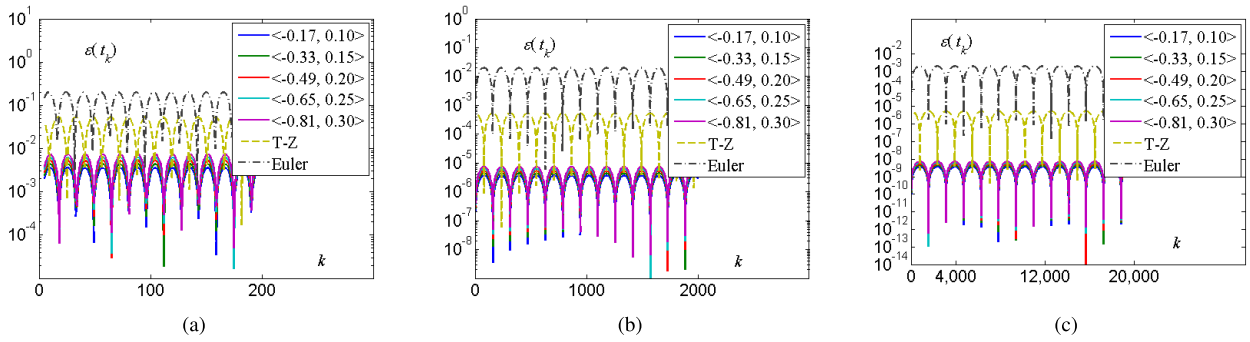 10^1
10^0
10^-1
10^-2
10^-3
10^-4
ε(t_k)
<-0.17, 0.10>
<-0.33, 0.15>
<-0.49, 0.20>
<-0.65, 0.25>
<-0.81, 0.30>
T-Z
Euler
k
0 100 200
(a)
10^1
10^0
10^-1
10^-2
10^-3
10^-4
10^-5
10^-6
10^-7
10^-8
ε(t_k)
<-0.17, 0.10>
<-0.33, 0.15>
<-0.49, 0.20>
<-0.65, 0.25>
<-0.81, 0.30>
T-Z
Euler
k
0 1000 2000
(b)
10^-2
10^-3
10^-4
10^-5
10^-6
10^-7
10^-8
10^-9
10^-10
10^-11
10^-12
10^-13
10^-14
10^-15
ε(t_k)
<-0.17, 0.10>
<-0.33, 0.15>
<-0.49, 0.20>
<-0.65, 0.25>
<-0.81, 0.30>
T-Z
Euler
k
0 4,000 12,000 20,000
(c)